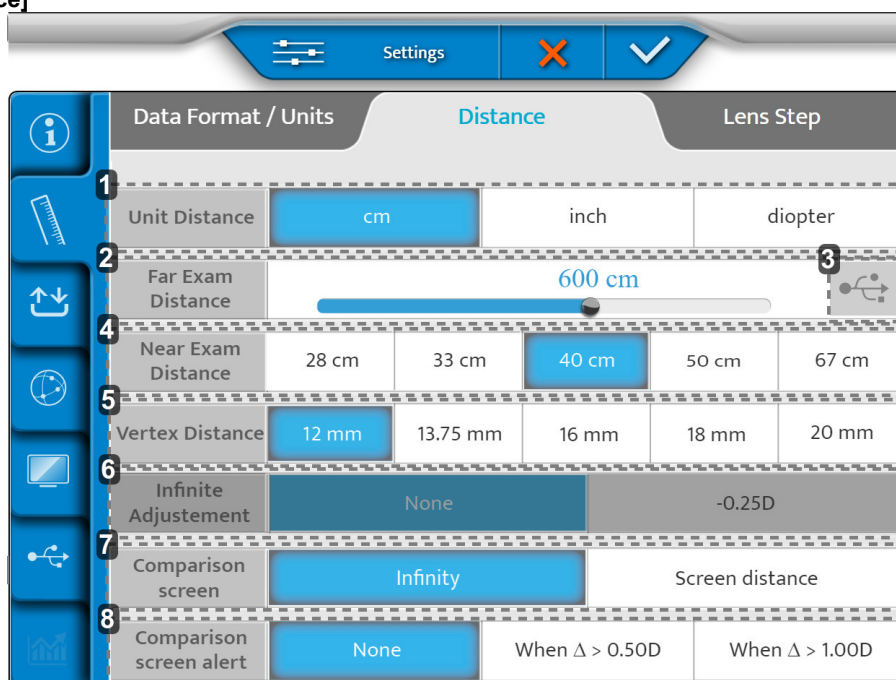 ce]
Settings
Data Format / Units Distance Lens Step
1
Unit Distance cm inch diopter
2
Far Exam
Distance
600 cm
3
4
Near Exam
Distance
28 cm 33 cm 40 cm 50 cm 67 cm
5
Vertex Distance 12 mm 13.75 mm 16 mm 18 mm 20 mm
6
Infinite
Adjustement
None -0.25D
7
Comparison
screen
Infinity Screen distance
8
Comparison
screen alert
None When Δ > 0.50D When Δ > 1.00D